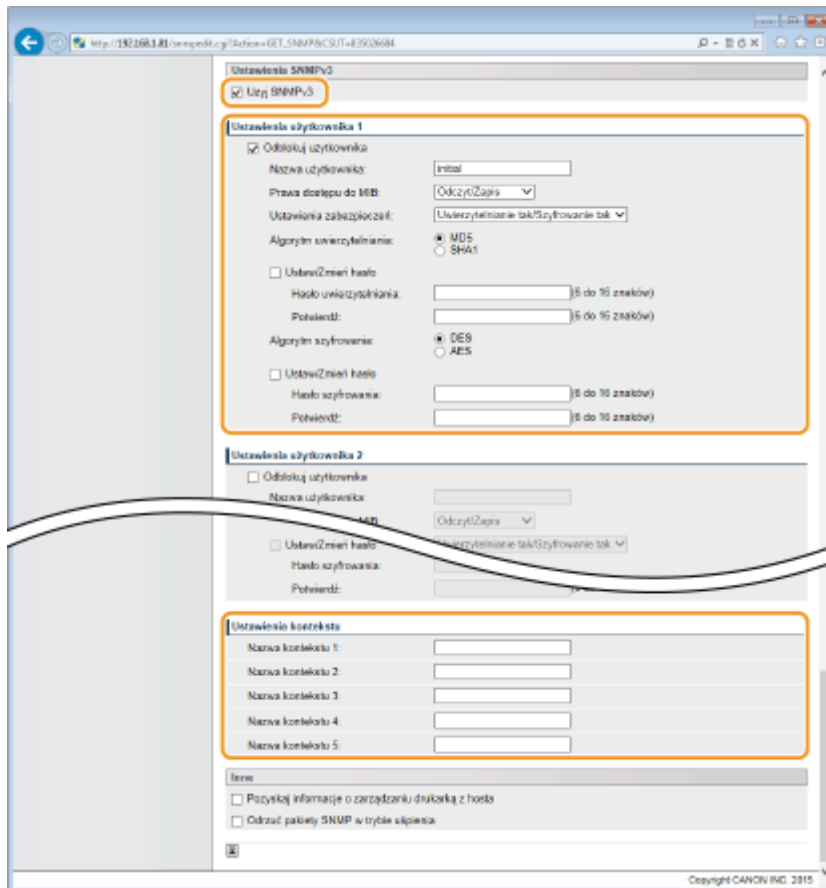 http://192.168.1.81/snmpedit.cgi?Action=GET_SNMP&CSUT=835026684
Ustawienia SNMPv3
Użyj SNMPv3
Ustawienia użytkownika 1
Odblokuj użytkownika
Nazwa użytkownika: initial
Prawa dostępu do MIB: Odczyt/Zapis
Ustawienia zabezpieczeń: Uwierzytelnianie tak/Szyfrowanie tak
Algorytm uwierzytelniania: MD5
SHA1
Ustaw/Zmień hasło
Hasło uwierzytelniania: (6 do 16 znaków)
Potwierdź: (6 do 16 znaków)
Algorytm szyfrowania: DES
AES
Ustaw/Zmień hasło
Hasło szyfrowania: (6 do 16 znaków)
Potwierdź: (6 do 16 znaków)
Ustawienia użytkownika 2
Odblokuj użytkownika
Nazwa użytkownika:
MIB: Odczyt/Zapis
Ustaw/Zmień hasło Uwierzytelnianie tak/Szyfrowanie tak
Hasło szyfrowania:
Potwierdź:
Ustawienia kontekstu
Nazwa kontekstu 1:
Nazwa kontekstu 2:
Nazwa kontekstu 3:
Nazwa kontekstu 4:
Nazwa kontekstu 5:
Inne
Pozyskaj informacje o zarządzaniu drukarką z hosta
Odrzuć pakiety SNMP w trybie uśpienia
Copyright CANON INC. 2015